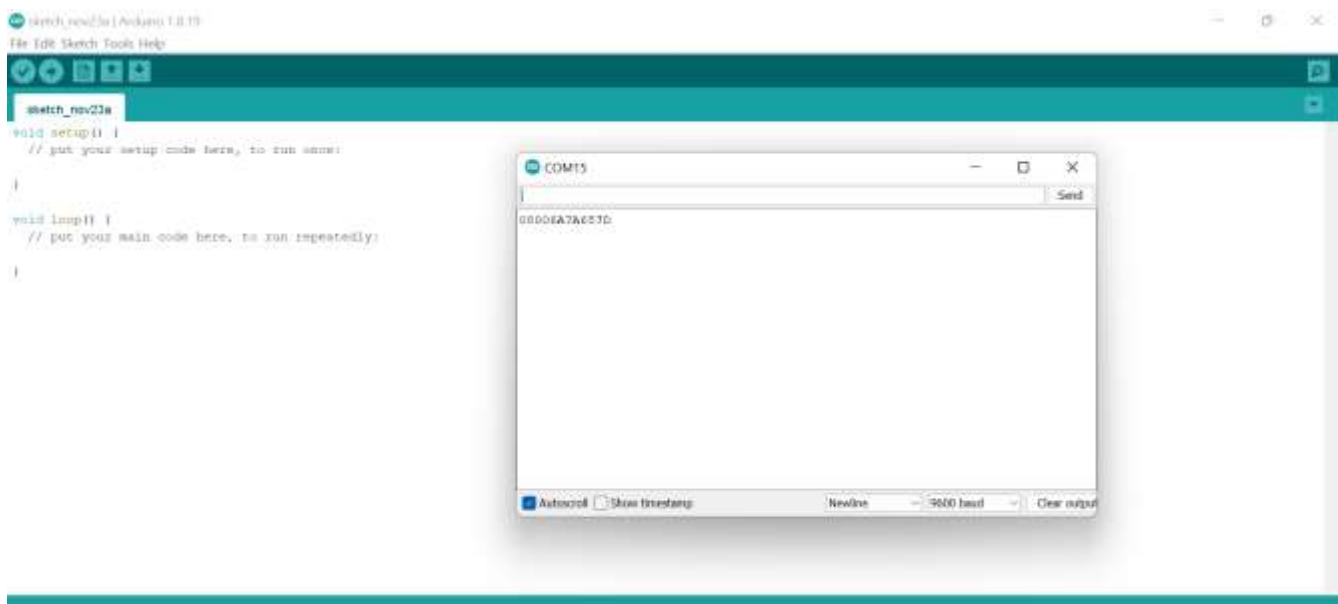 sketch_nov23a | Arduino 1.8.19
File Edit Sketch Tools Help
sketch_nov23a
void setup() {
// put your setup code here, to run once:
}
void loop() {
// put your main code here, to run repeatedly:
}
COM15
Send
Autoscroll
Show timestamp
Newline
9600 baud
Clear output